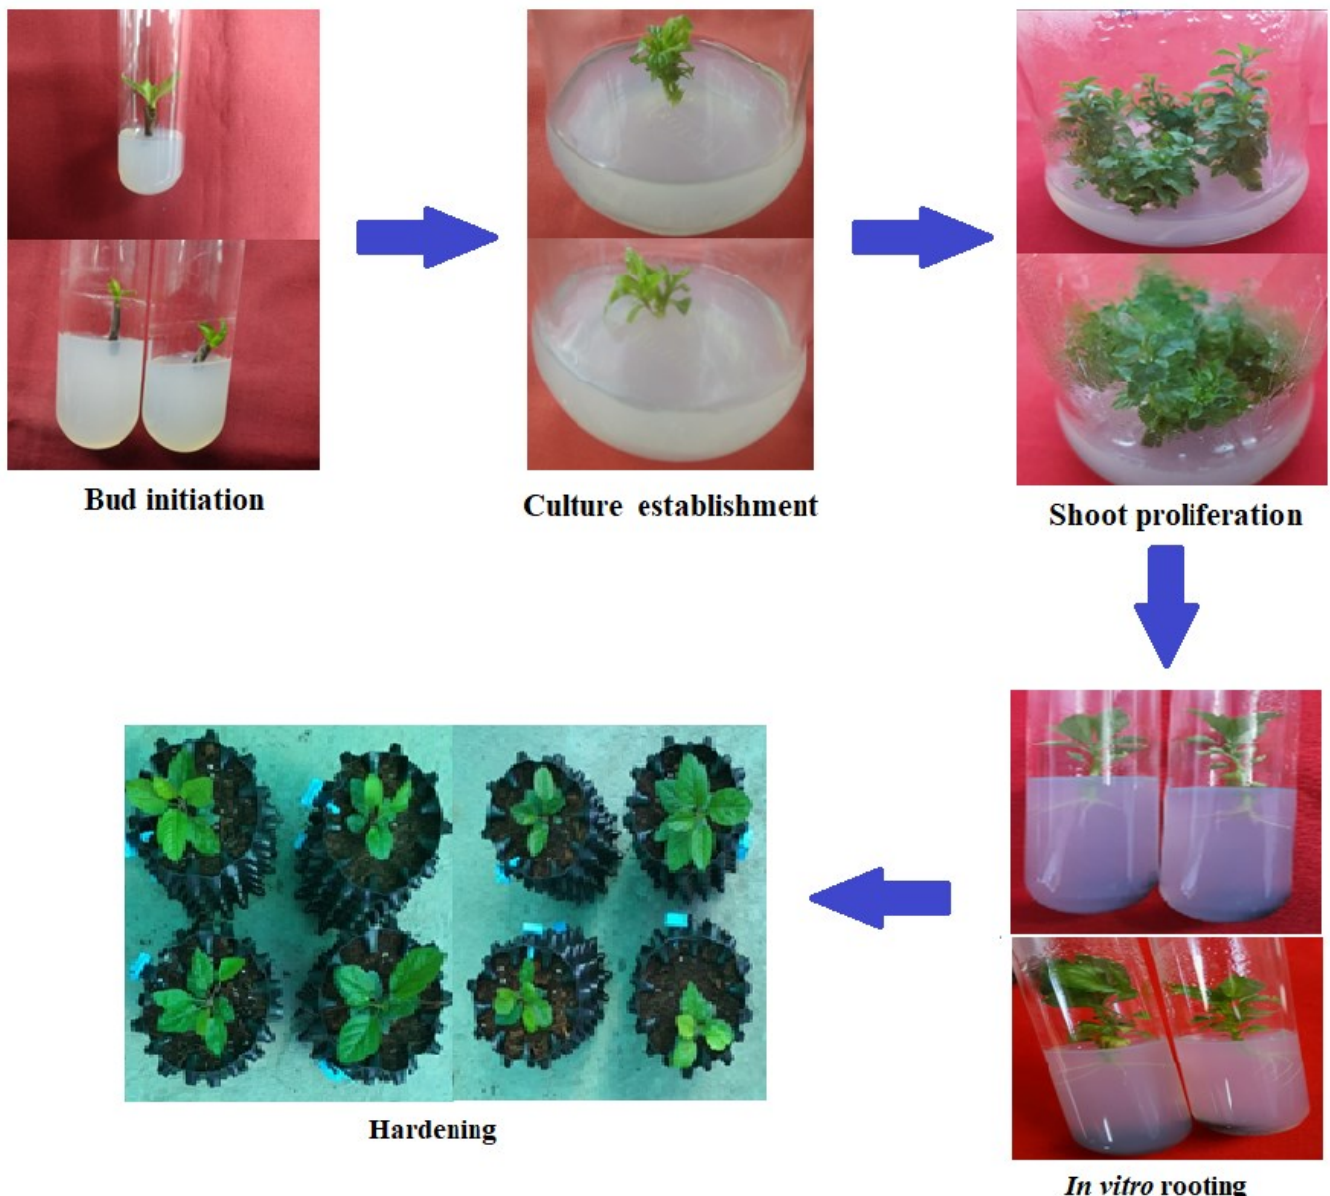 Bud initiation
Culture establishment
Shoot proliferation
Hardening
In vitro rooting